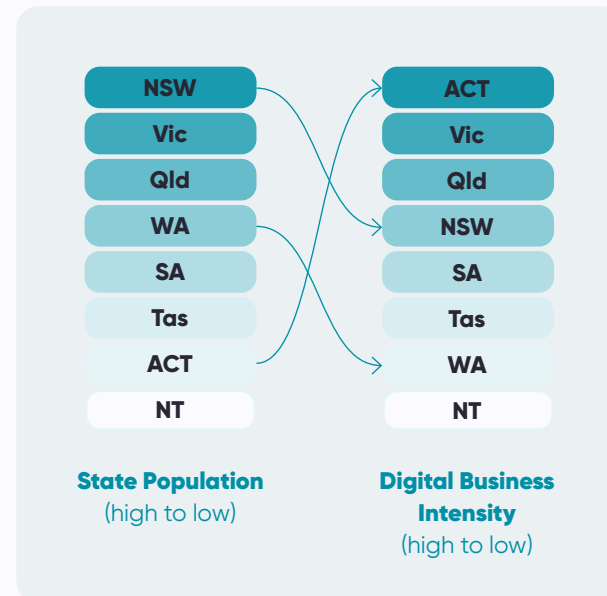 NSW
Vic
Qld
WA
SA
Tas
ACT
NT
State Population
(high to low)
ACT
Vic
Qld
NSW
SA
Tas
WA
NT
Digital Business
Intensity
(high to low)